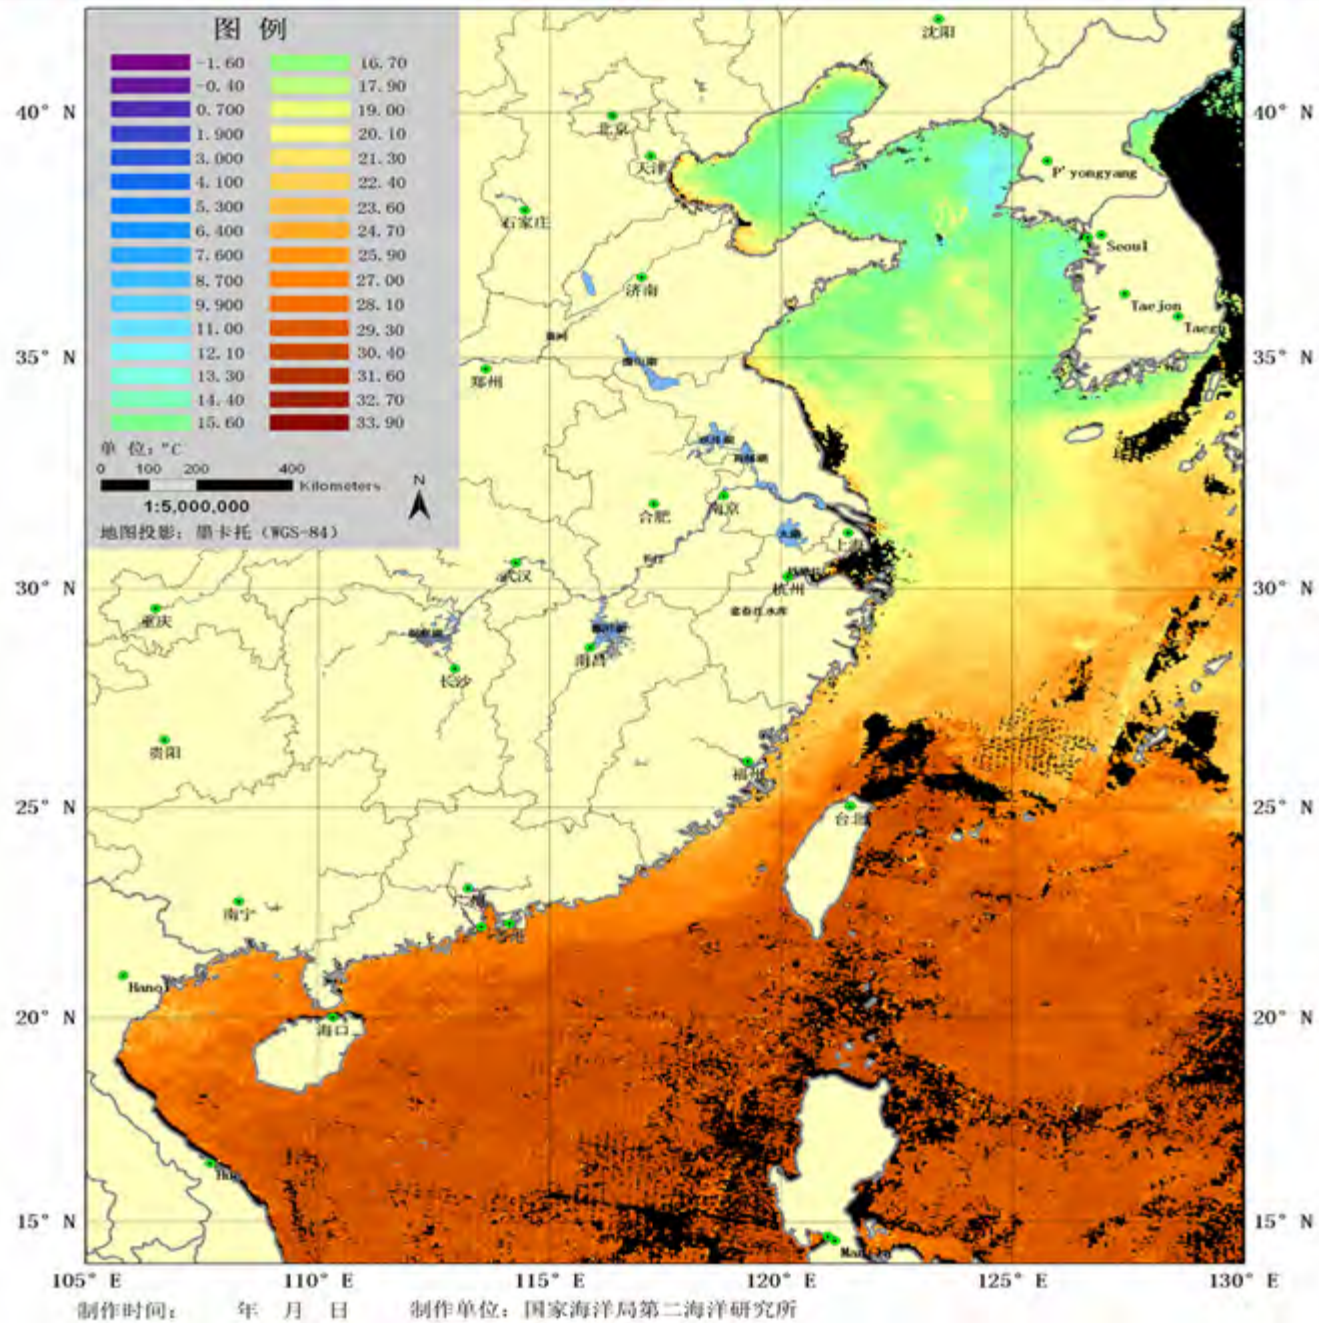 图 例
-1.60 16.70
-0.40 17.90
0.700 19.00
1.900 20.10
3.000 21.30
4.100 22.40
5.300 23.60
6.400 24.70
7.600 25.90
8.700 27.00
9.900 28.10
11.00 29.30
12.10 30.40
13.30 31.60
14.40 32.70
15.60 33.90
单 位:°C
0 100 200 400 Kilometers N
1:5,000,000
地图投影: 墨卡托 (WGS-84)
沈阳
40° N 40° N
北京
天津
P'yongyang
石家庄
Seoul
济南
Taejon
Taegu
35° N 35° N
郑州
合肥
南京
上海
30° N 30° N
武汉
杭州
重庆
南昌
长沙
贵阳
福州
25° N 25° N
台北
广州
南宁
香港
Hanoi
20° N 20° N
海口
Hue
15° N 15° N
Manila
105° E 110° E 115° E 120° E 125° E 130° E
制作时间: 年 月 日 制作单位: 国家海洋局第二海洋研究所